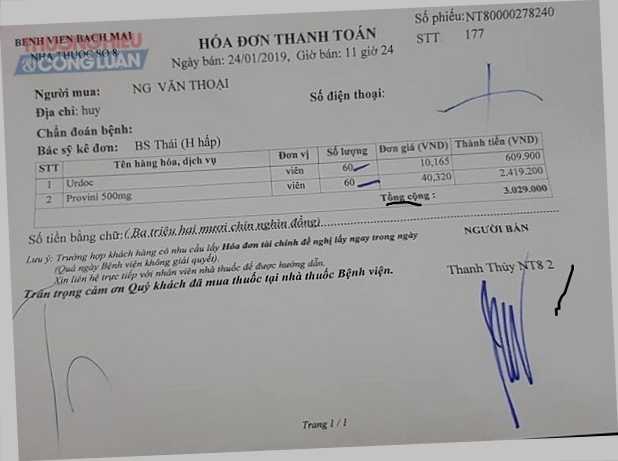 BỆNH VIỆN BẠCH MAI
NHÀ THUỐC SỐ 8
THƯƠNG HIỆU
& CÔNG LUẬN
HÓA ĐƠN THANH TOÁN
Ngày bán: 24/01/2019, Giờ bán: 11 giờ 24
Số phiếu: NT80000278240
STT 177
Người mua: NG VĂN THOẠI
Số điện thoại:
Địa chỉ: huy
Chẩn đoán bệnh:
Bác sỹ kê đơn: BS Thái (H hấp)
STT Tên hàng hóa, dịch vụ Đơn vị Số lượng Đơn giá (VND) Thành tiền (VND)
1 Urdoc viên 60 10,165 609.900
2 Provini 500mg viên 60 40,320 2.419.200
Tổng cộng : 3.029.000
Số tiền bằng chữ: ( Ba triệu hai mươi chín nghìn đồng)
Lưu ý: Trường hợp khách hàng có nhu cầu lấy Hóa đơn tài chính đề nghị lấy ngay trong ngày
(Quá ngày Bệnh viện không giải quyết).
Xin liên hệ trực tiếp với nhân viên nhà thuốc để được hướng dẫn.
Trân trọng cảm ơn Quý khách đã mua thuốc tại nhà thuốc Bệnh viện.
NGƯỜI BÁN
Thanh Thủy NT8 2
Trang 1 / 1